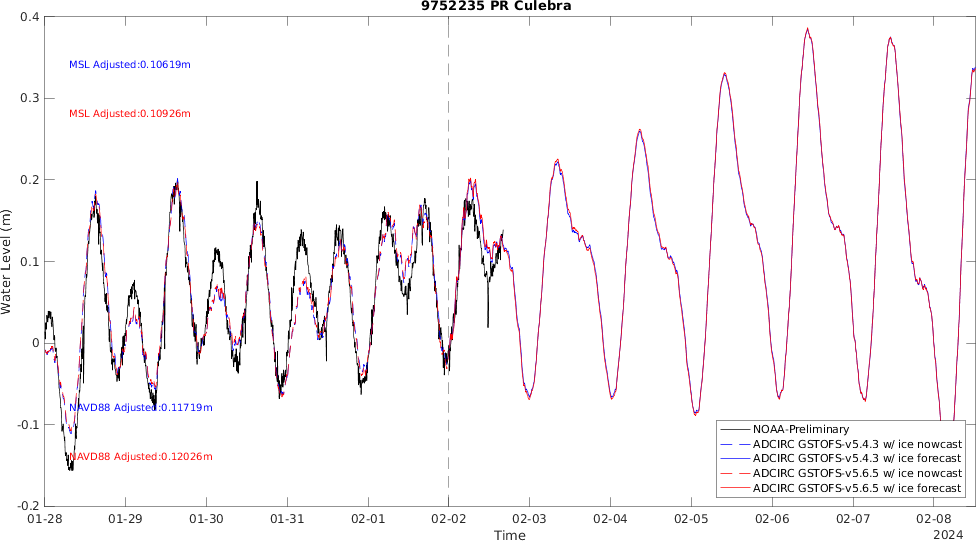 9752235 PR Culebra
0.4
0.3
0.2
0.1
0
-0.1
-0.2
Water Level (m)
MSL Adjusted:0.10619m
MSL Adjusted:0.10926m
NAVD88 Adjusted:0.11719m
NAVD88 Adjusted:0.12026m
NOAA-Preliminary
ADCIRC GSTOFS-v5.4.3 w/ ice nowcast
ADCIRC GSTOFS-v5.4.3 w/ ice forecast
ADCIRC GSTOFS-v5.6.5 w/ ice nowcast
ADCIRC GSTOFS-v5.6.5 w/ ice forecast
01-28 01-29 01-30 01-31 02-01 02-02 02-03 02-04 02-05 02-06 02-07 02-08
Time
2024